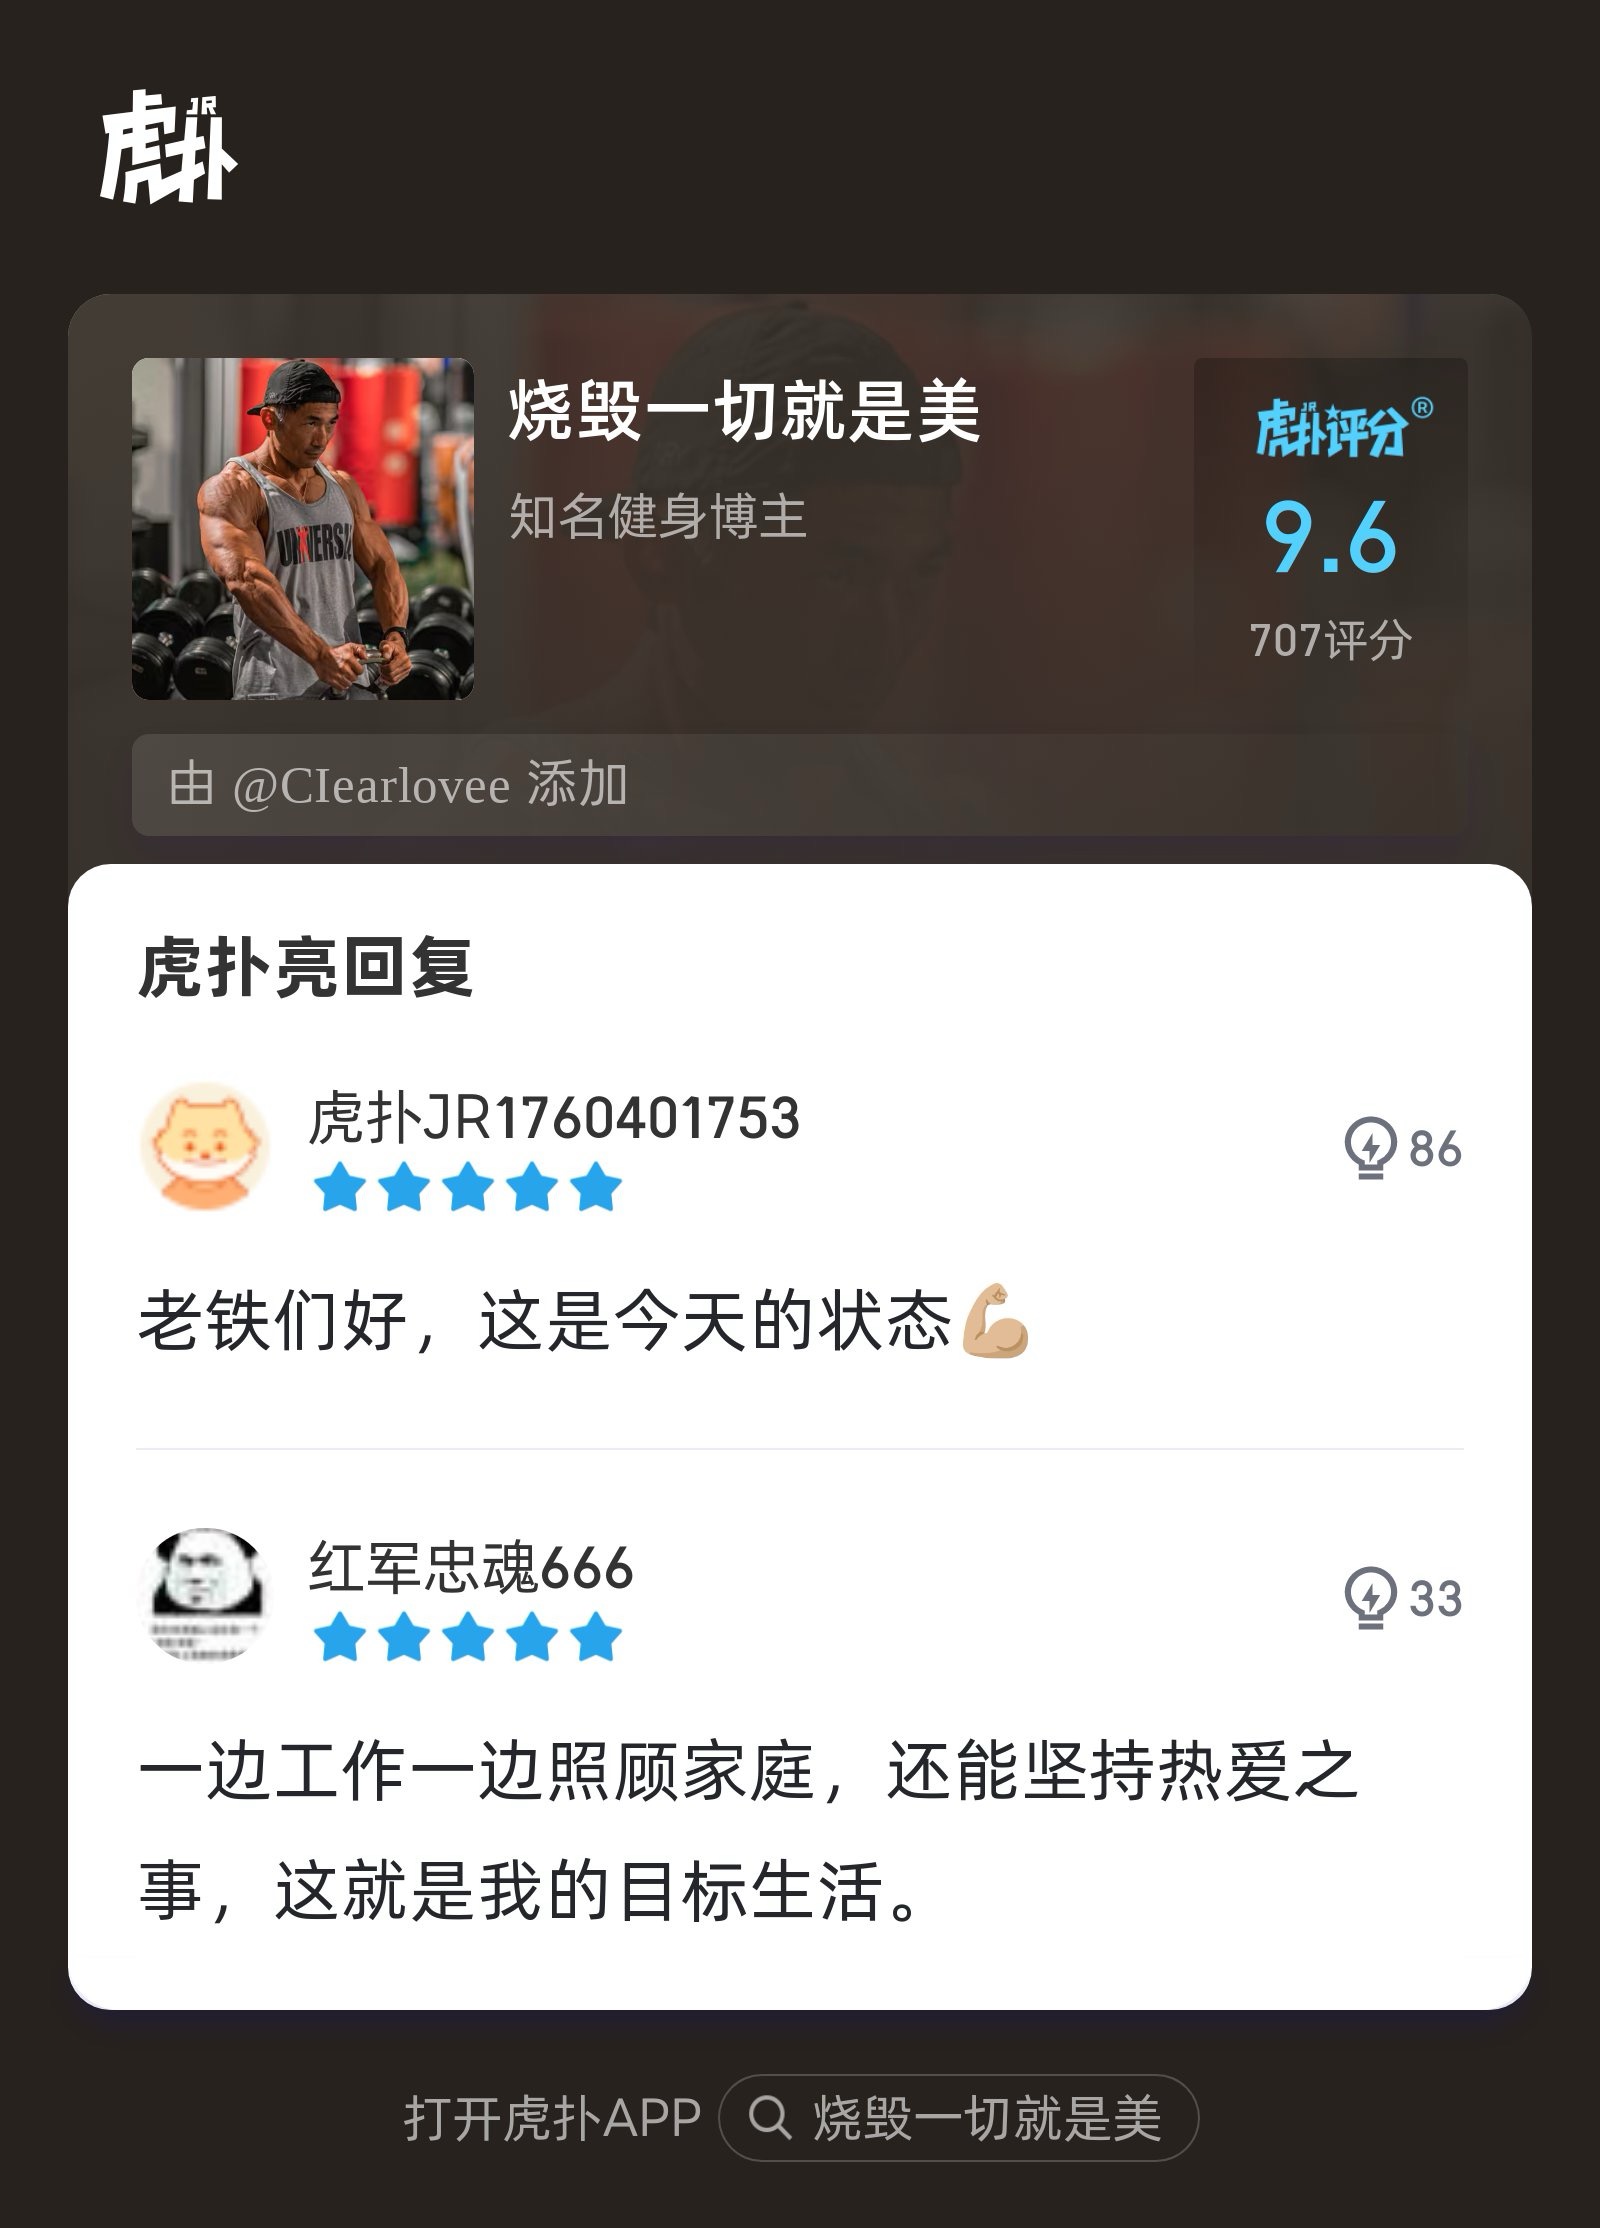 虎扑JR
烧毁一切就是美
知名健身博主
虎扑JR评分®
9.6
707评分
UNIVERSAL
由 @CIearlovee 添加
虎扑亮回复
虎扑JR1760401753
86
老铁们好，这是今天的状态💪🏼
红军忠魂666
33
一边工作一边照顾家庭，还能坚持热爱之
事，这就是我的目标生活。
打开虎扑APP 烧毁一切就是美